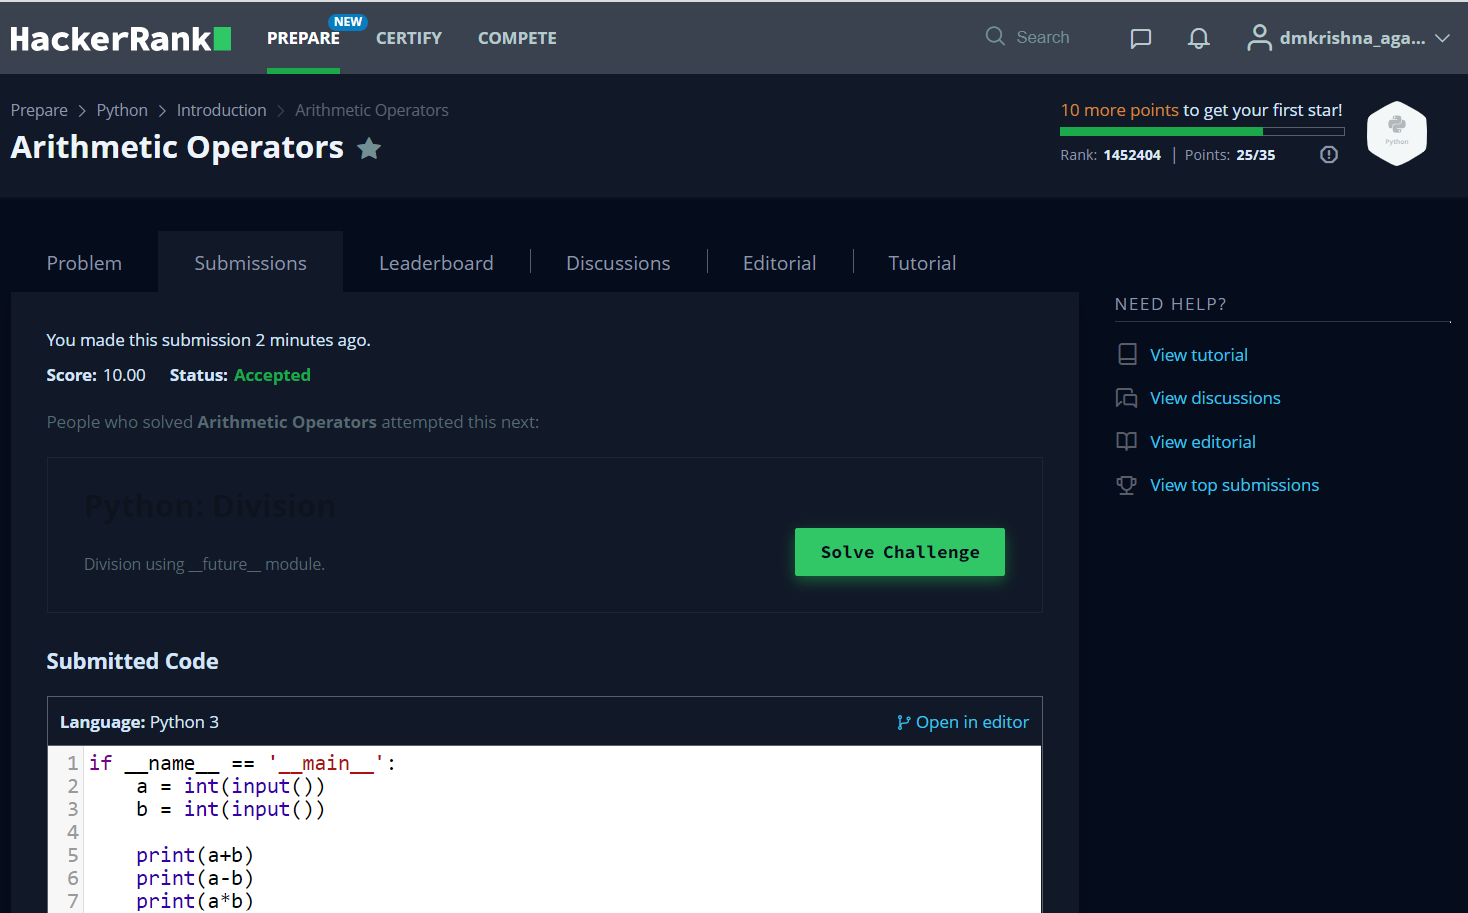 HackerRank
PREPARE
NEW
CERTIFY
COMPETE
Search
dmkrishna_aga...
Prepare > Python > Introduction > Arithmetic Operators
Arithmetic Operators
10 more points to get your first star!
Rank: 1452404 | Points: 25/35
Python
Problem
Submissions
Leaderboard
Discussions
Editorial
Tutorial
You made this submission 2 minutes ago.
Score: 10.00 Status: Accepted
People who solved Arithmetic Operators attempted this next:
Python: Division
Division using __future__ module.
Solve Challenge
Submitted Code
Language: Python 3
Open in editor
1 if __name__ == '__main__':
2 a = int(input())
3 b = int(input())
4
5 print(a+b)
6 print(a-b)
7 print(a*b)
NEED HELP?
View tutorial
View discussions
View editorial
View top submissions